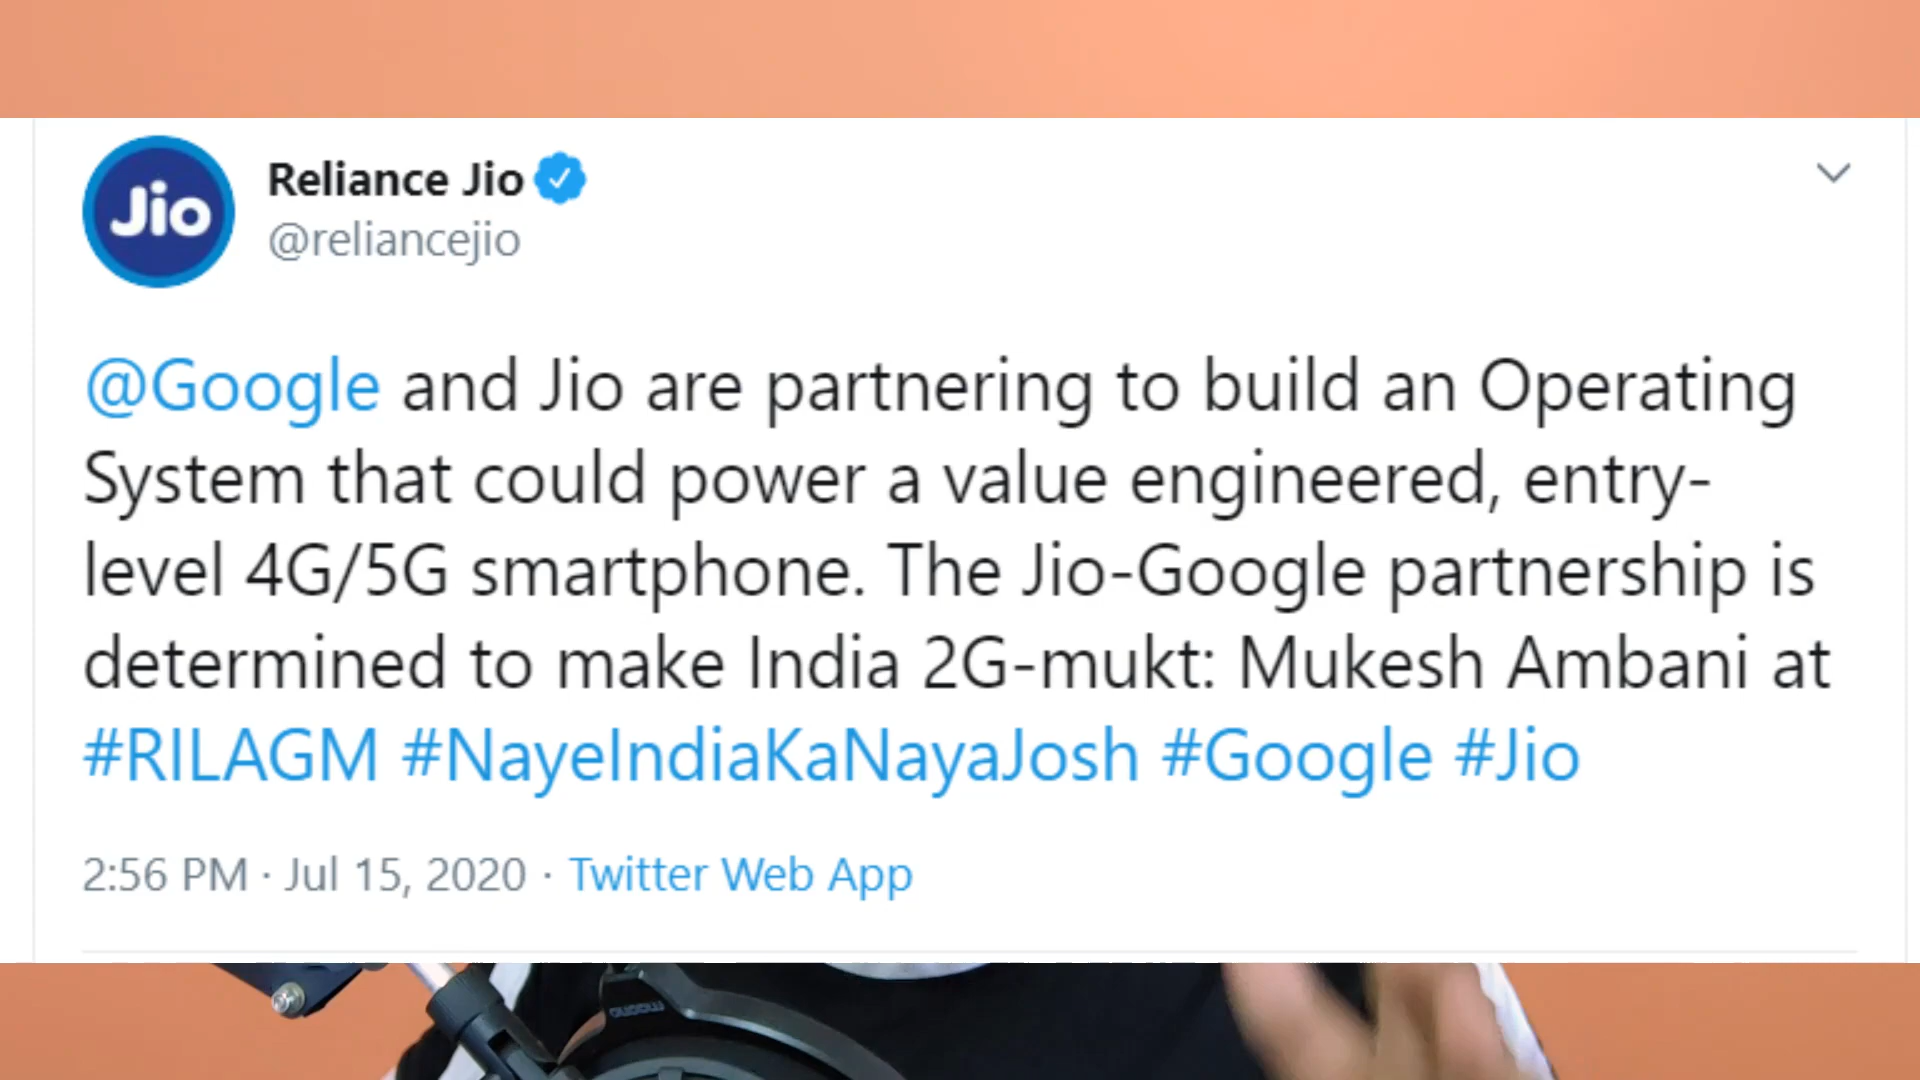 Jio
Reliance Jio
@reliancejio
@Google and Jio are partnering to build an Operating
System that could power a value engineered, entry-
level 4G/5G smartphone. The Jio-Google partnership is
determined to make India 2G-mukt: Mukesh Ambani at
#RILAGM #NayeIndiaKaNayaJosh #Google #Jio
2:56 PM · Jul 15, 2020 · Twitter Web App
maono